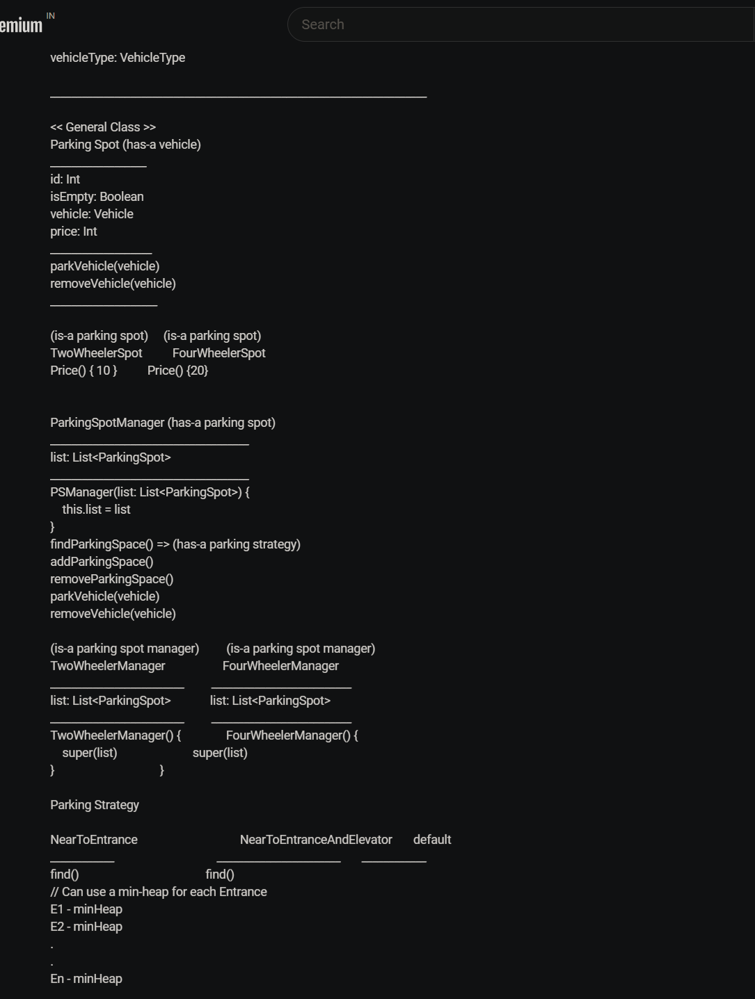 emium IN
Search
vehicleType: VehicleType
<< General Class >>
Parking Spot (has-a vehicle)
id: Int
isEmpty: Boolean
vehicle: Vehicle
price: Int
parkVehicle(vehicle)
removeVehicle(vehicle)
(is-a parking spot) (is-a parking spot)
TwoWheelerSpot FourWheelerSpot
Price() { 10 } Price() {20}
ParkingSpotManager (has-a parking spot)
list: List<ParkingSpot>
PSManager(list: List<ParkingSpot>) {
this.list = list
}
findParkingSpace() => (has-a parking strategy)
addParkingSpace()
removeParkingSpace()
parkVehicle(vehicle)
removeVehicle(vehicle)
(is-a parking spot manager) (is-a parking spot manager)
TwoWheelerManager FourWheelerManager
list: List<ParkingSpot> list: List<ParkingSpot>
TwoWheelerManager() { FourWheelerManager() {
super(list) super(list)
} }
Parking Strategy
NearToEntrance NearToEntranceAndElevator default
find() find()
// Can use a min-heap for each Entrance
E1 - minHeap
E2 - minHeap
.
.
En - minHeap